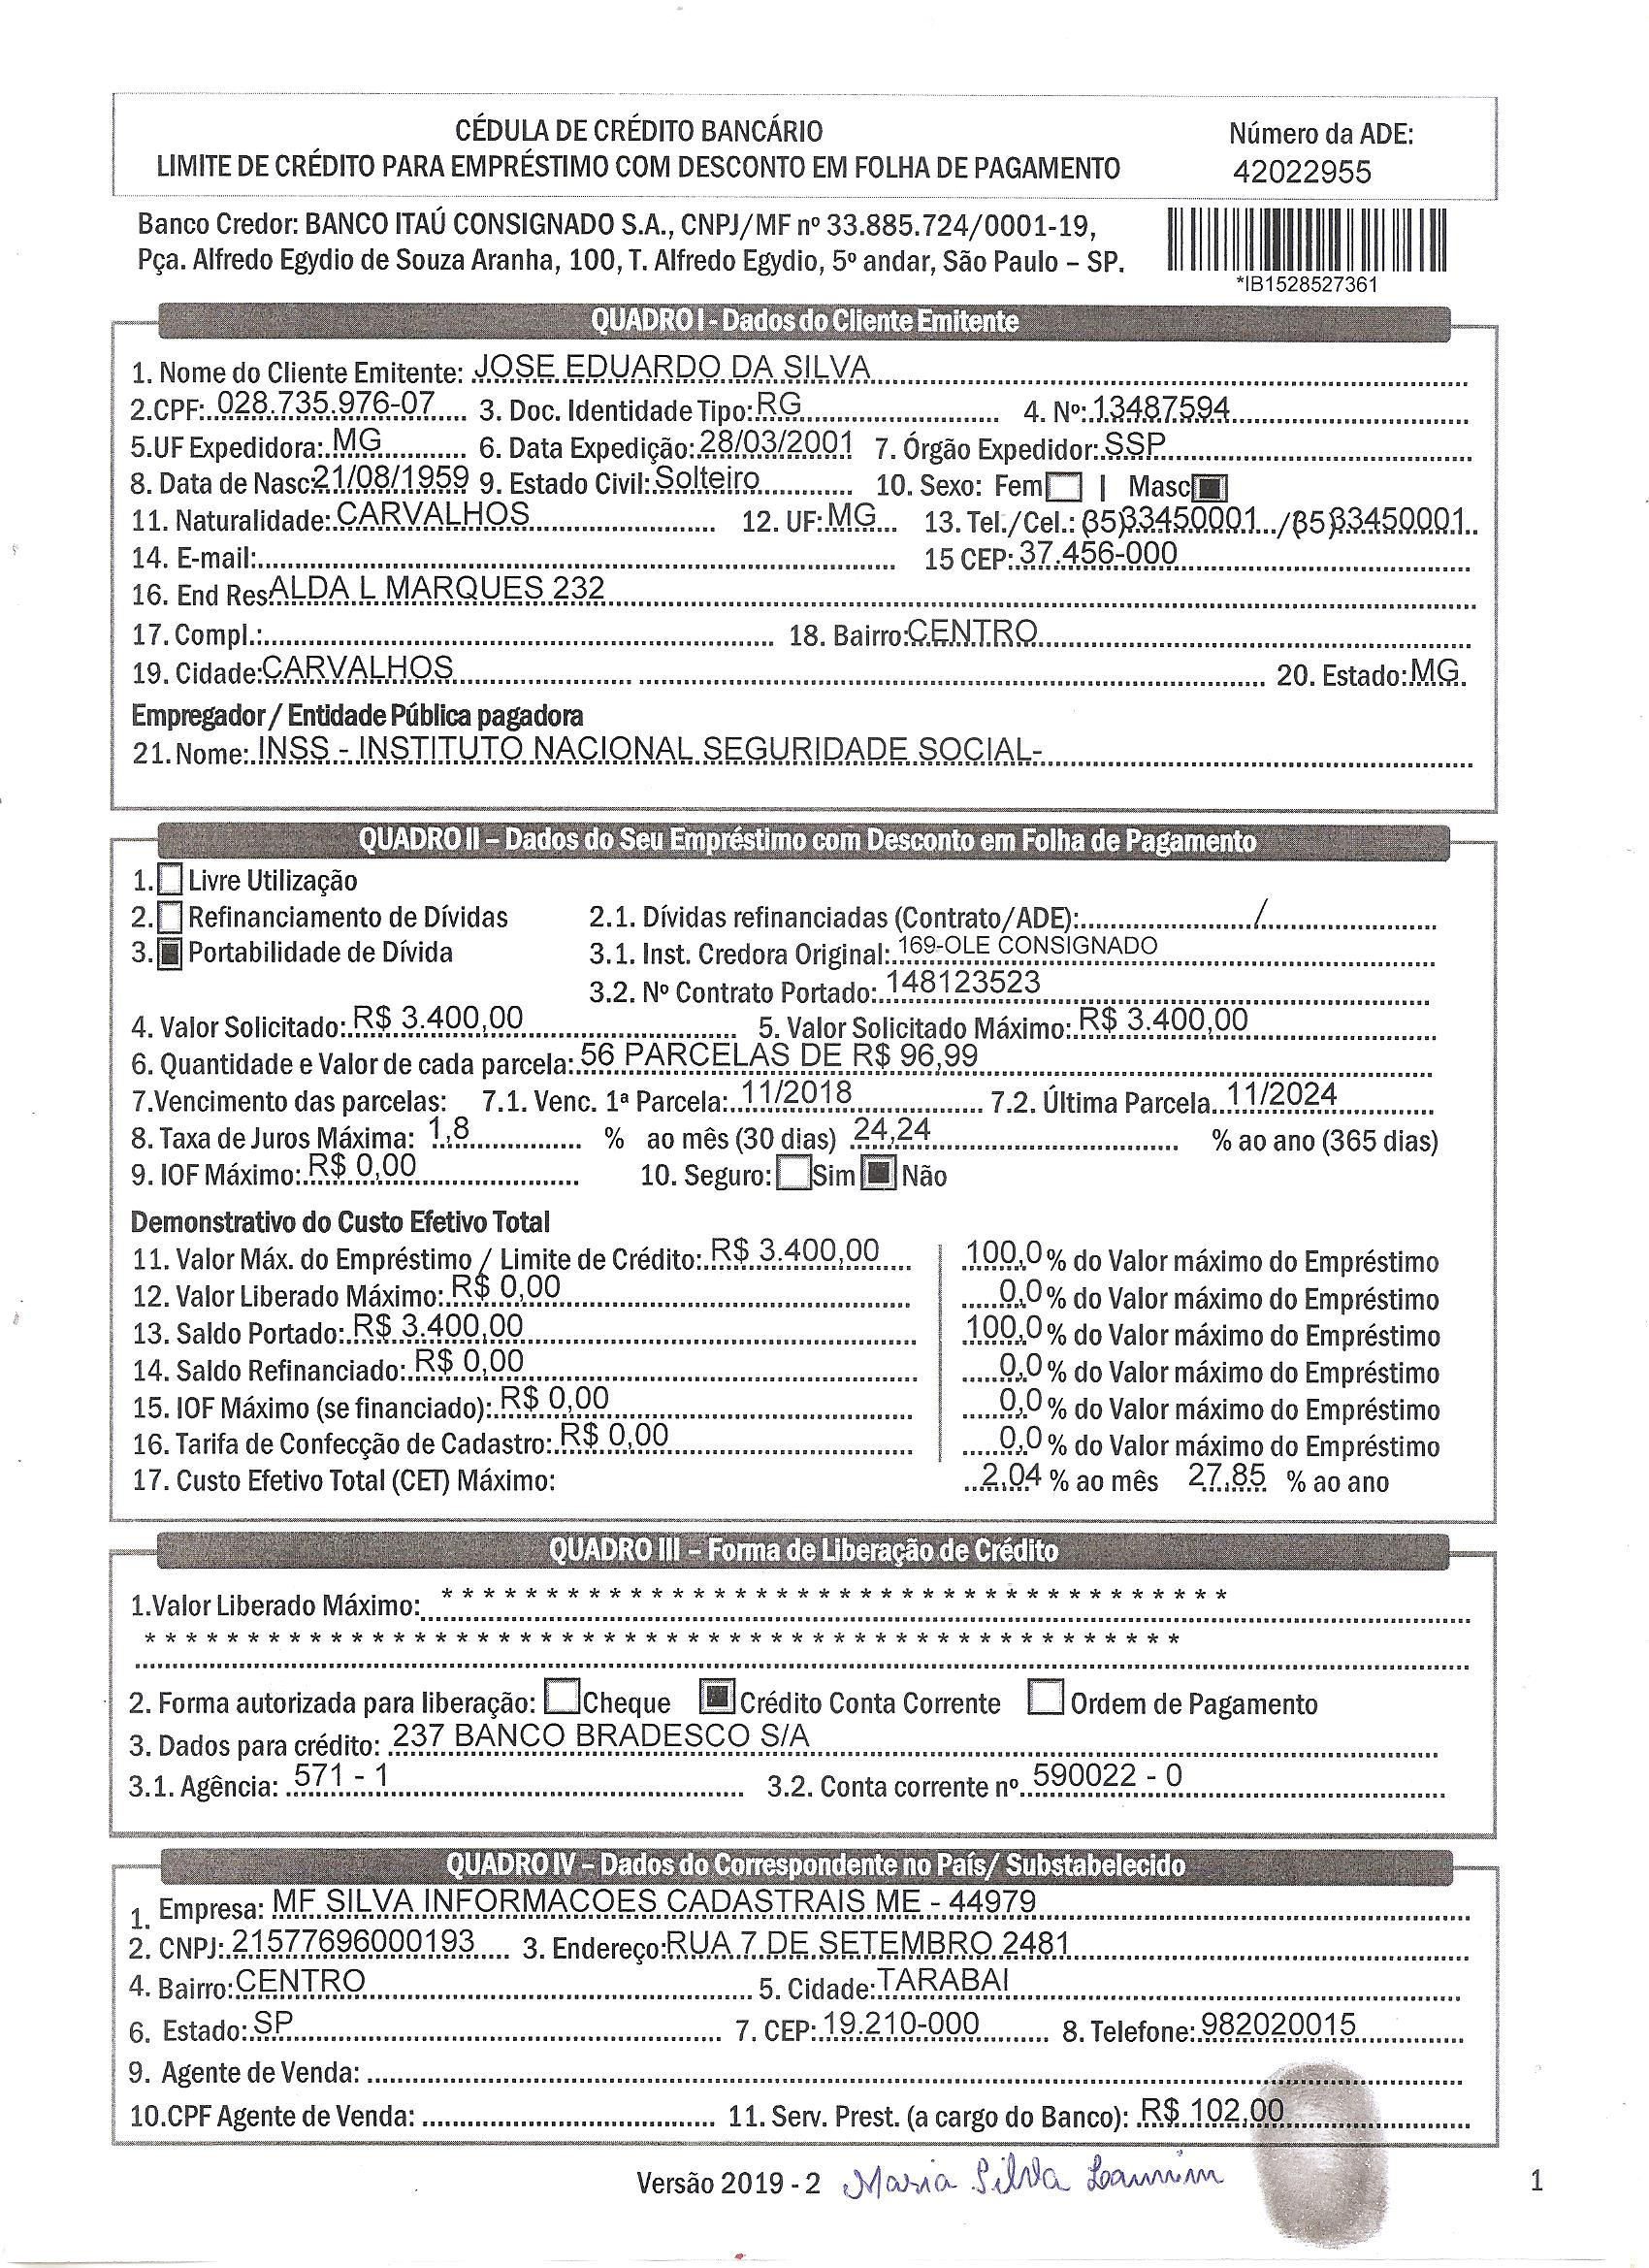 CÉDULA DE CRÉDITO BANCÁRIO
LIMITE DE CRÉDITO PARA EMPRÉSTIMO COM DESCONTO EM FOLHA DE PAGAMENTO
Número da ADE:
42022955
Banco Credor: BANCO ITAÚ CONSIGNADO S.A., CNPJ/MF nº 33.885.724/0001-19,
Pça. Alfredo Egydio de Souza Aranha, 100, T. Alfredo Egydio, 5º andar, São Paulo – SP.
*IB1528527361
QUADRO I - Dados do Cliente Emitente
1. Nome do Cliente Emitente: JOSE EDUARDO DA SILVA
2.CPF: 028.735.976-07 3. Doc. Identidade Tipo: RG 4. Nº: 13487594
5.UF Expedidora: MG 6. Data Expedição: 28/03/2001 7. Órgão Expedidor: SSP
8. Data de Nasc: 21/08/1959 9. Estado Civil: Solteiro 10. Sexo: Fem | Masc
11. Naturalidade: CARVALHOS 12. UF: MG 13. Tel./Cel.: (35)33450001 /(35)33450001
14. E-mail: 15 CEP: 37.456-000
16. End Res ALDA L MARQUES 232
17. Compl.: 18. Bairro: CENTRO
19. Cidade: CARVALHOS 20. Estado: MG
Empregador / Entidade Pública pagadora
21. Nome: INSS - INSTITUTO NACIONAL SEGURIDADE SOCIAL-
QUADRO II – Dados do Seu Empréstimo com Desconto em Folha de Pagamento
1. Livre Utilização
2. Refinanciamento de Dívidas 2.1. Dívidas refinanciadas (Contrato/ADE): /
3. Portabilidade de Dívida 3.1. Inst. Credora Original: 169-OLE CONSIGNADO
3.2. Nº Contrato Portado: 148123523
4. Valor Solicitado: R$ 3.400,00 5. Valor Solicitado Máximo: R$ 3.400,00
6. Quantidade e Valor de cada parcela: 56 PARCELAS DE R$ 96,99
7.Vencimento das parcelas: 7.1. Venc. 1ª Parcela: 11/2018 7.2. Última Parcela 11/2024
8. Taxa de Juros Máxima: 1,8 % ao mês (30 dias) 24,24 % ao ano (365 dias)
9. IOF Máximo: R$ 0,00 10. Seguro: Sim Não
Demonstrativo do Custo Efetivo Total
11. Valor Máx. do Empréstimo / Limite de Crédito: R$ 3.400,00 100,0 % do Valor máximo do Empréstimo
12. Valor Liberado Máximo: R$ 0,00 0,0 % do Valor máximo do Empréstimo
13. Saldo Portado: R$ 3.400,00 100,0 % do Valor máximo do Empréstimo
14. Saldo Refinanciado: R$ 0,00 0,0 % do Valor máximo do Empréstimo
15. IOF Máximo (se financiado): R$ 0,00 0,0 % do Valor máximo do Empréstimo
16. Tarifa de Confecção de Cadastro: R$ 0,00 0,0 % do Valor máximo do Empréstimo
17. Custo Efetivo Total (CET) Máximo: 2,04 % ao mês 27,85 % ao ano
QUADRO III – Forma de Liberação de Crédito
1.Valor Liberado Máximo: * * * * * * * * * * * * * * * * * * * * * * * * * * * * * * * * * * * * * *
* * * * * * * * * * * * * * * * * * * * * * * * * * * * * * * * * * * * * * * * * * * * * * * * * *
2. Forma autorizada para liberação: Cheque Crédito Conta Corrente Ordem de Pagamento
3. Dados para crédito: 237 BANCO BRADESCO S/A
3.1. Agência: 571 - 1 3.2. Conta corrente nº 590022 - 0
QUADRO IV – Dados do Correspondente no País/ Substabelecido
1. Empresa: MF SILVA INFORMACOES CADASTRAIS ME - 44979
2. CNPJ: 21577696000193 3. Endereço: RUA 7 DE SETEMBRO 2481
4. Bairro: CENTRO 5. Cidade: TARABAI
6. Estado: SP 7. CEP: 19.210-000 8. Telefone: 982020015
9. Agente de Venda:
10.CPF Agente de Venda: 11. Serv. Prest. (a cargo do Banco): R$ 102,00
Versão 2019 - 2 Maria Silva
1